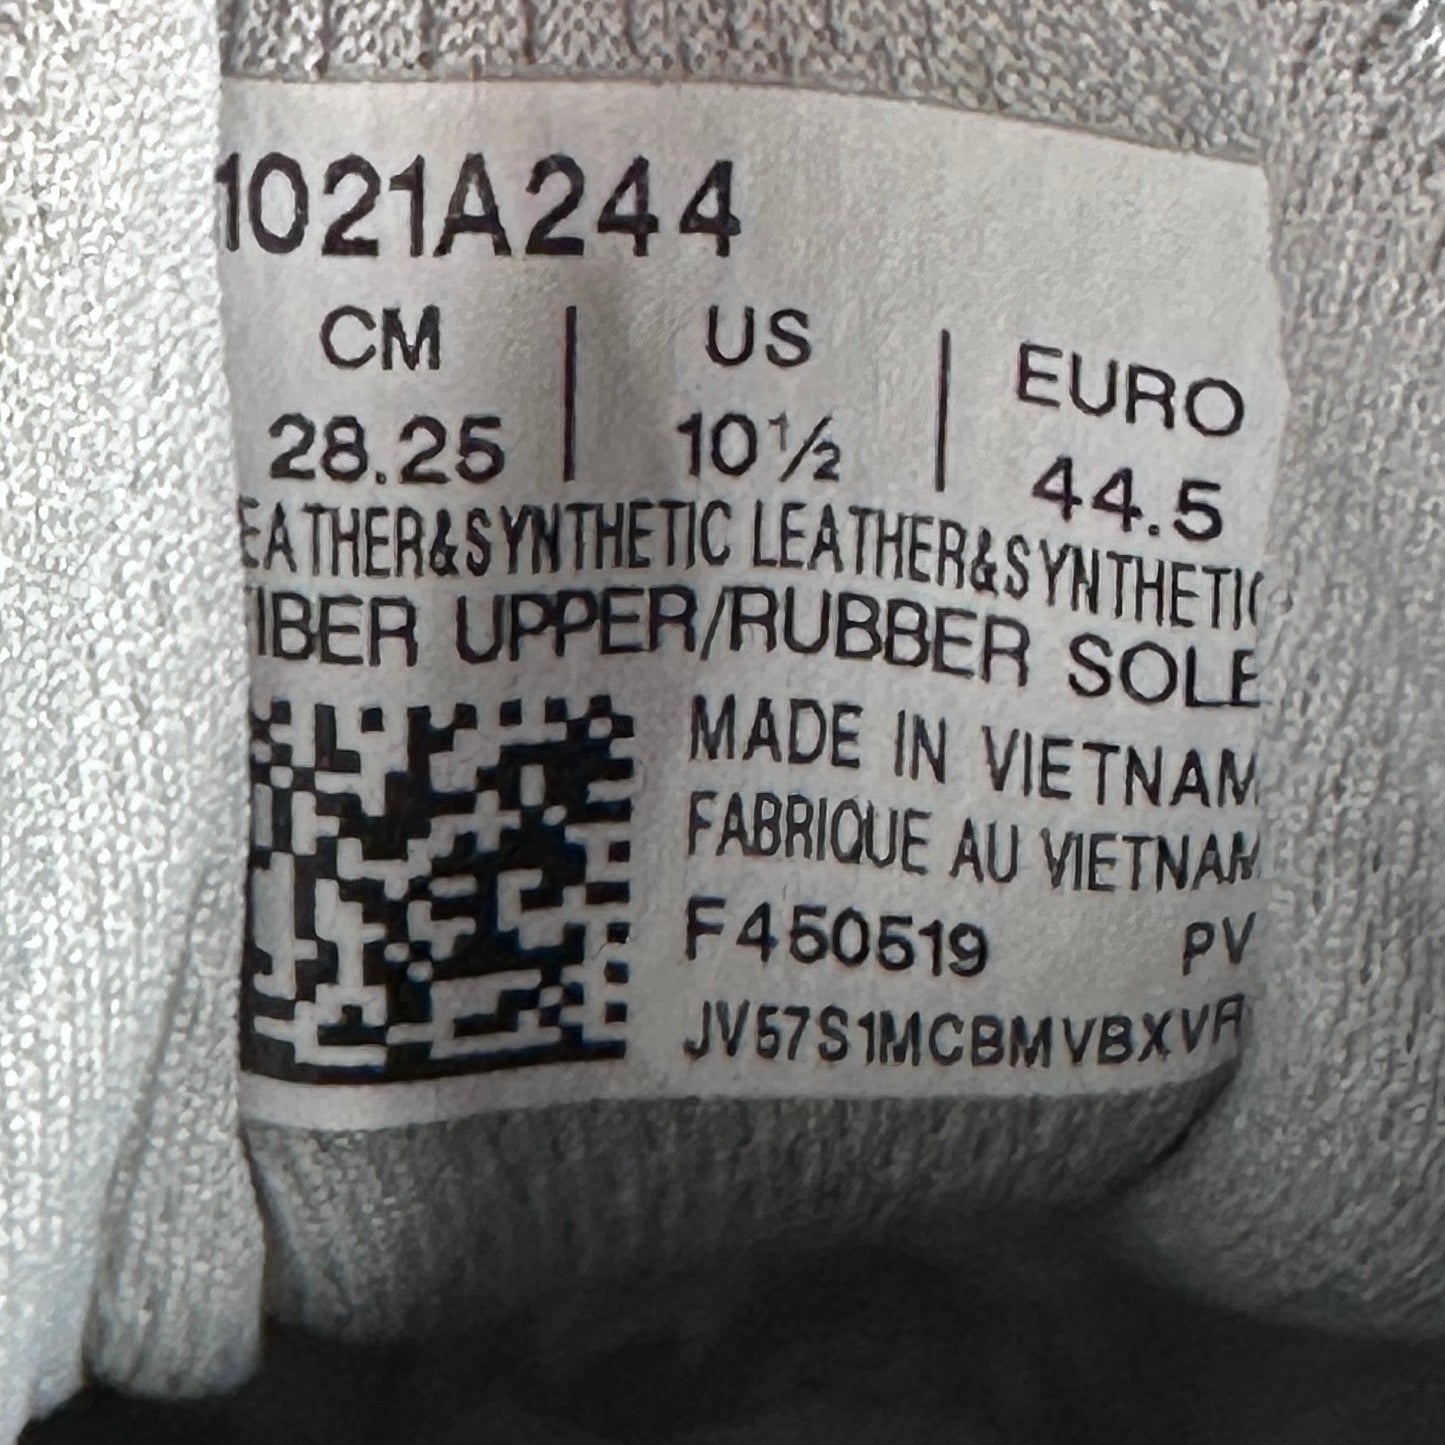 1021A244
CM | US | EURO
28.25 | 10½ | 44.5
EATHER&SYNTHETIC LEATHER&SYNTHETIC
IBER UPPER/RUBBER SOLE
MADE IN VIETNAM
FABRIQUE AU VIETNAM
F450519 PV
JV57S1MCBMVBXVA